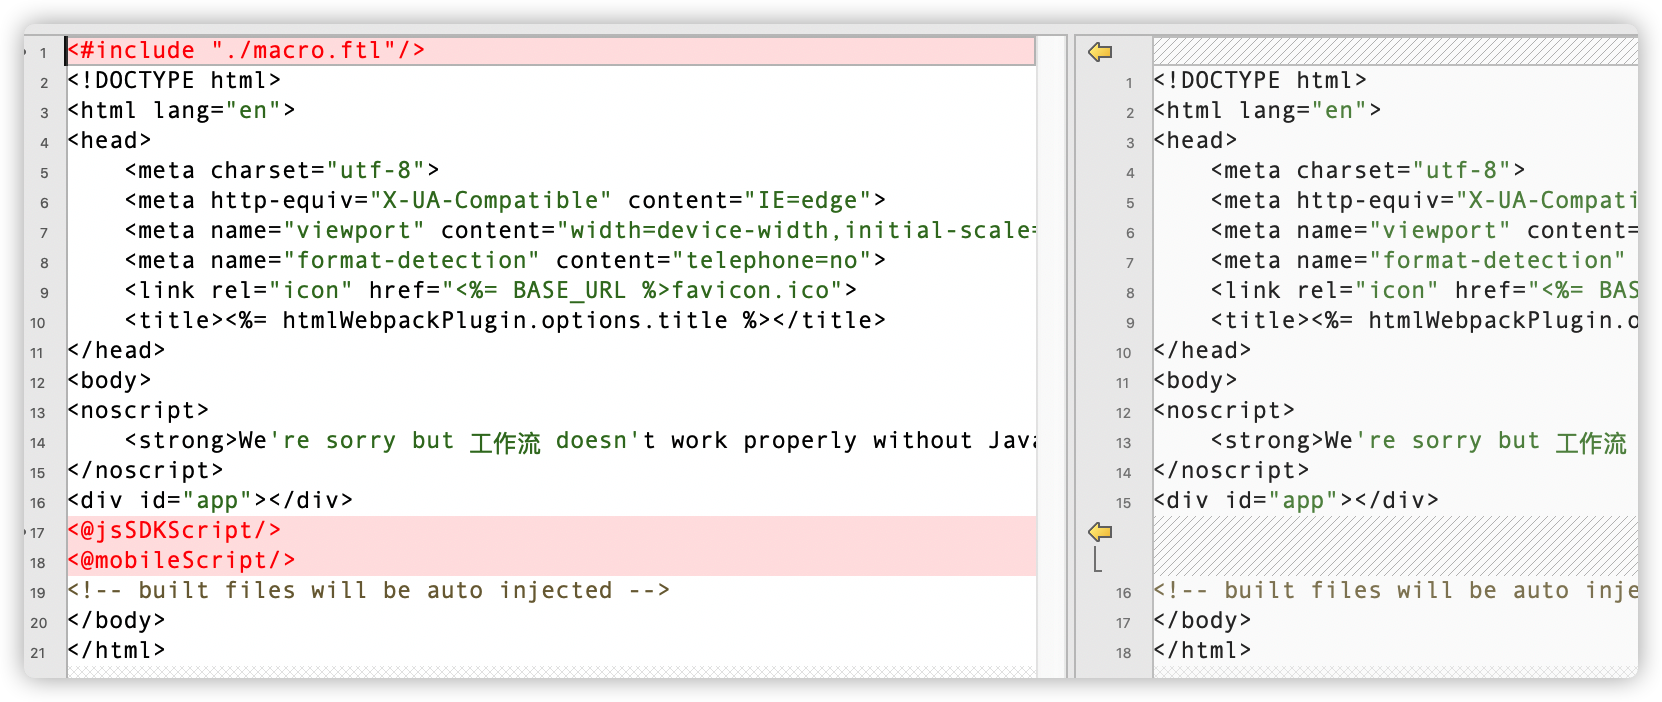 1 <#include "./macro.ftl"/>
2 <!DOCTYPE html>
3 <html lang="en">
4 <head>
5 <meta charset="utf-8">
6 <meta http-equiv="X-UA-Compatible" content="IE=edge">
7 <meta name="viewport" content="width=device-width,initial-scale=
8 <meta name="format-detection" content="telephone=no">
9 <link rel="icon" href="<%= BASE_URL %>favicon.ico">
10 <title><%= htmlWebpackPlugin.options.title %></title>
11 </head>
12 <body>
13 <noscript>
14 <strong>We're sorry but 工作流 doesn't work properly without Java
15 </noscript>
16 <div id="app"></div>
17 <@jsSDKScript/>
18 <@mobileScript/>
19 <!-- built files will be auto injected -->
20 </body>
21 </html>
1 <!DOCTYPE html>
2 <html lang="en">
3 <head>
4 <meta charset="utf-8">
5 <meta http-equiv="X-UA-Compati
6 <meta name="viewport" content=
7 <meta name="format-detection"
8 <link rel="icon" href="<%= BAS
9 <title><%= htmlWebpackPlugin.o
10 </head>
11 <body>
12 <noscript>
13 <strong>We're sorry but 工作流
14 </noscript>
15 <div id="app"></div>
16 <!-- built files will be auto inje
17 </body>
18 </html>